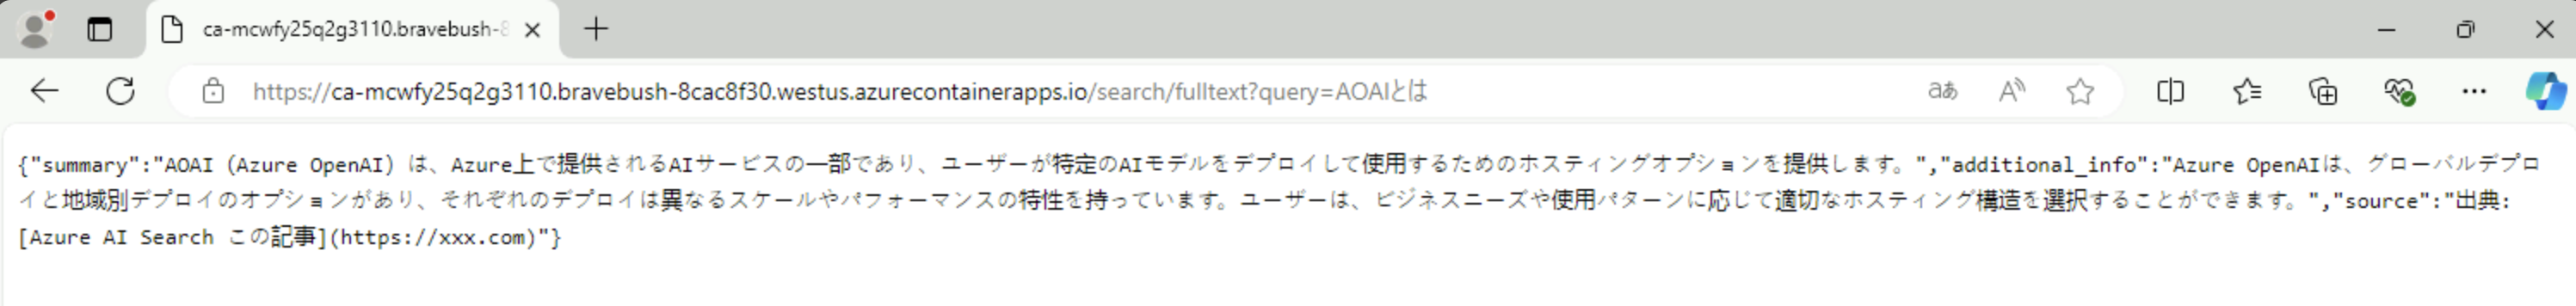 ca-mcwfy25q2g3110.bravebush-8
https://ca-mcwfy25q2g3110.bravebush-8cac8f30.westus.azurecontainerapps.io/search/fulltext?query=AOAIとは
aあ
A
{"summary":"AOAI (Azure OpenAI) は、Azure上で提供されるAIサービスの一部であり、ユーザーが特定のAIモデルをデプロイして使用するためのホスティングオプションを提供します。","additional_info":"Azure OpenAIは、グローバルデプロ
イと地域別デプロイのオプションがあり、それぞれのデプロイは異なるスケールやパフォーマンスの特性を持っています。ユーザーは、ビジネスニーズや使用パターンに応じて適切なホスティング構造を選択することができます。","source":"出典:
[Azure AI Search この記事](https://xxx.com)"}